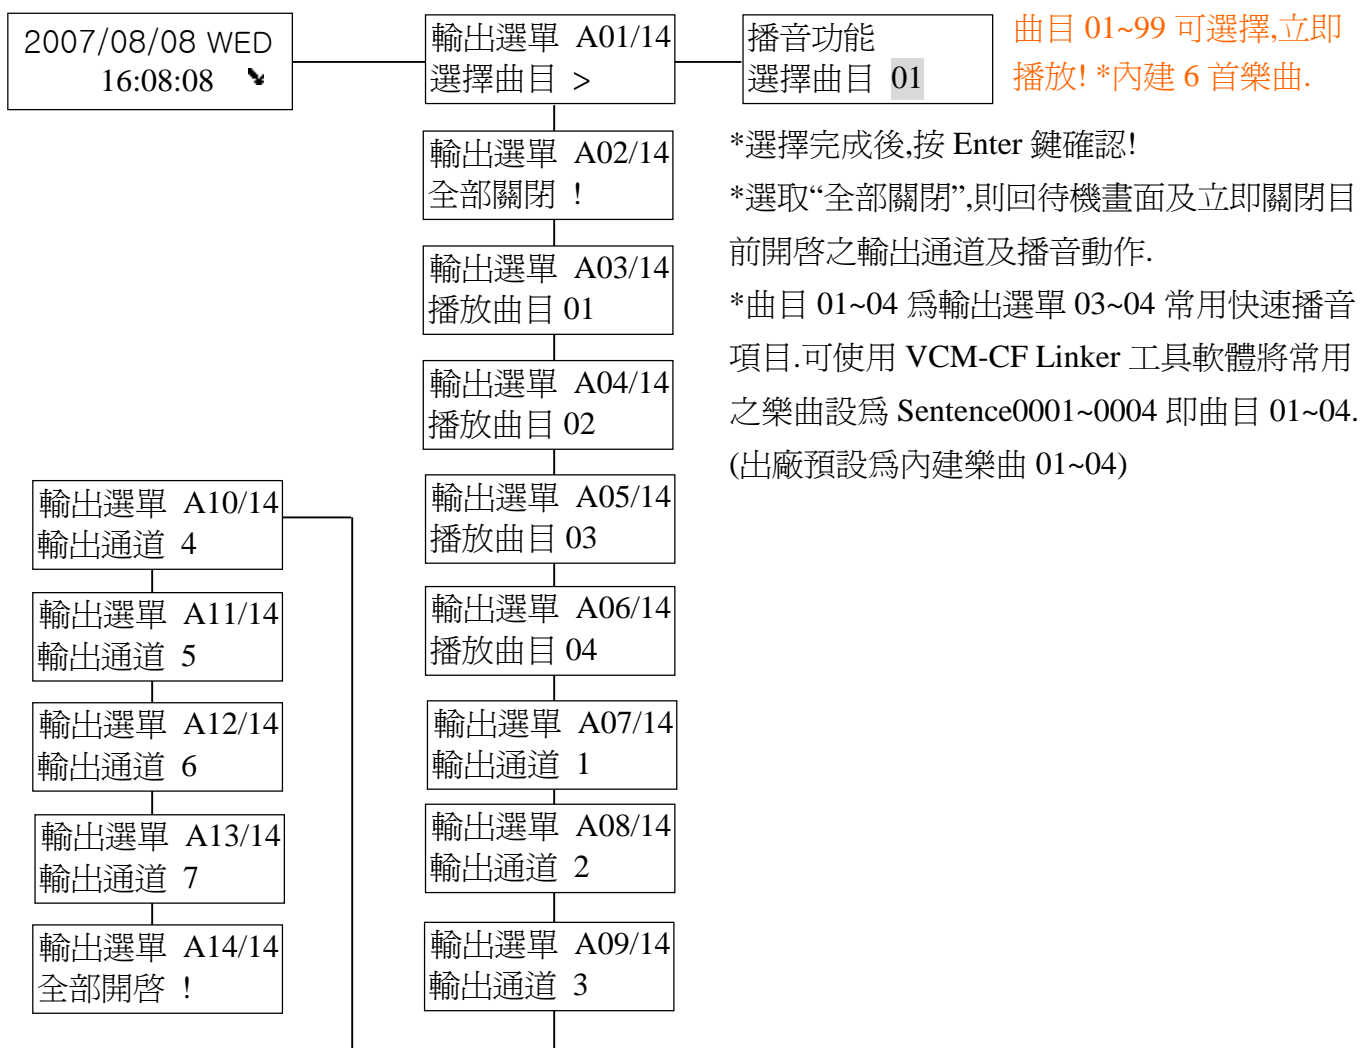 2007/08/08 WED
16:08:08
輸出選單 A01/14
選擇曲目 >
播音功能
選擇曲目 01
曲目 01~99 可選擇,立即
播放! *內建 6 首樂曲.
輸出選單 A02/14
全部關閉 !
輸出選單 A03/14
播放曲目 01
輸出選單 A04/14
播放曲目 02
輸出選單 A05/14
播放曲目 03
輸出選單 A06/14
播放曲目 04
輸出選單 A07/14
輸出通道 1
輸出選單 A08/14
輸出通道 2
輸出選單 A09/14
輸出通道 3
輸出選單 A10/14
輸出通道 4
輸出選單 A11/14
輸出通道 5
輸出選單 A12/14
輸出通道 6
輸出選單 A13/14
輸出通道 7
輸出選單 A14/14
全部開啓 !
*選擇完成後,按 Enter 鍵確認!
*選取“全部關閉”,則回待機畫面及立即關閉目
前開啓之輸出通道及播音動作.
*曲目 01~04 爲輸出選單 03~04 常用快速播音
項目.可使用 VCM-CF Linker 工具軟體將常用
之樂曲設爲 Sentence0001~0004 即曲目 01~04.
(出廠預設爲內建樂曲 01~04)